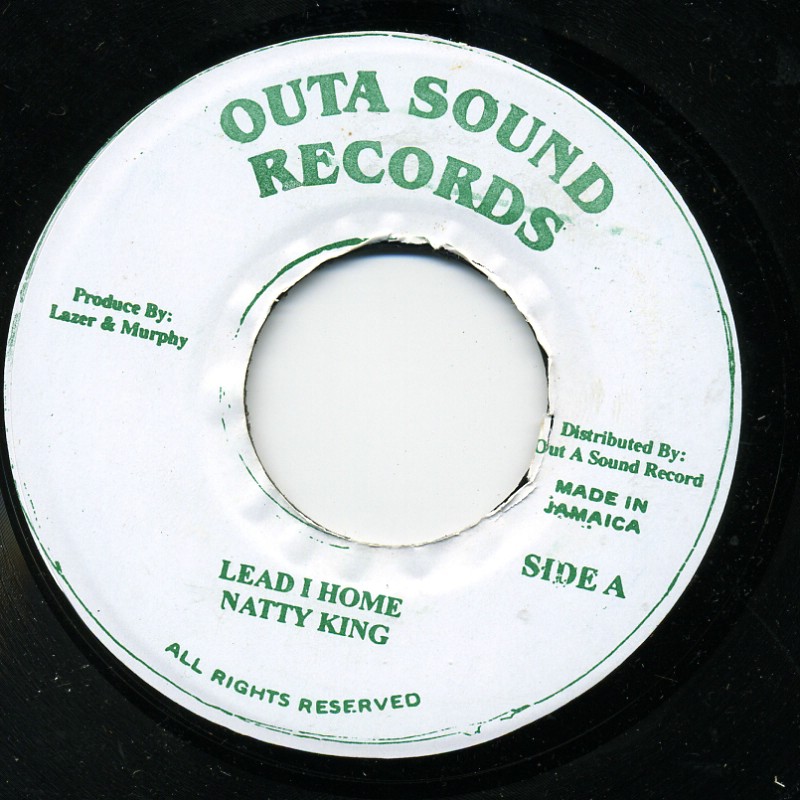 OUTA SOUND
RECORDS
Produce By:
Lazer & Murphy
Distributed By:
Out A Sound Record
MADE IN
JAMAICA
SIDE A
LEAD I HOME
NATTY KING
ALL RIGHTS RESERVED